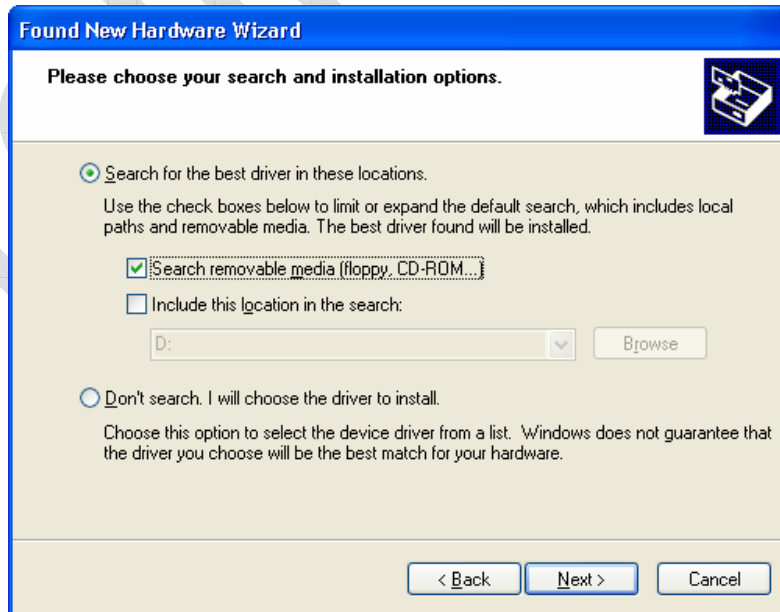 Found New Hardware Wizard
Please choose your search and installation options.
Search for the best driver in these locations.
Use the check boxes below to limit or expand the default search, which includes local
paths and removable media. The best driver found will be installed.
Search removable media (floppy, CD-ROM...)
Include this location in the search:
D:
Browse
Don't search. I will choose the driver to install.
Choose this option to select the device driver from a list. Windows does not guarantee that
the driver you choose will be the best match for your hardware.
< Back Next > Cancel